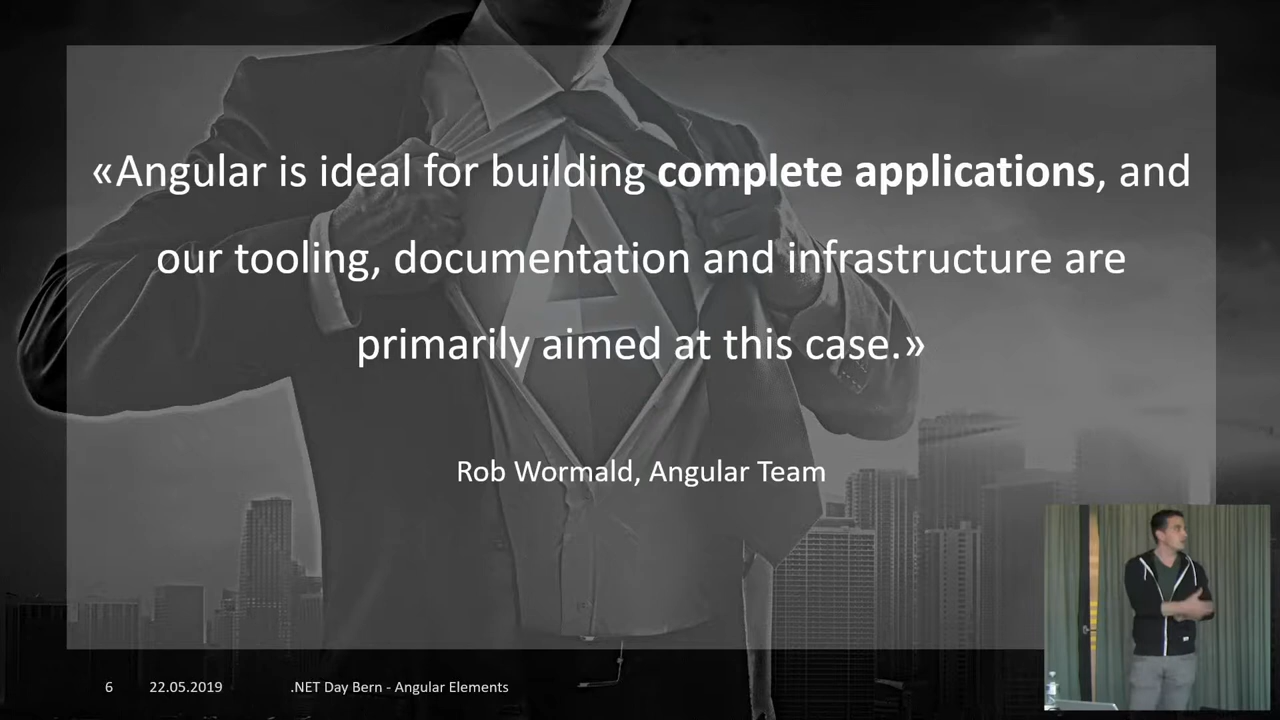 «Angular is ideal for building complete applications, and
our tooling, documentation and infrastructure are
primarily aimed at this case.»
Rob Wormald, Angular Team
6 22.05.2019 .NET Day Bern - Angular Elements